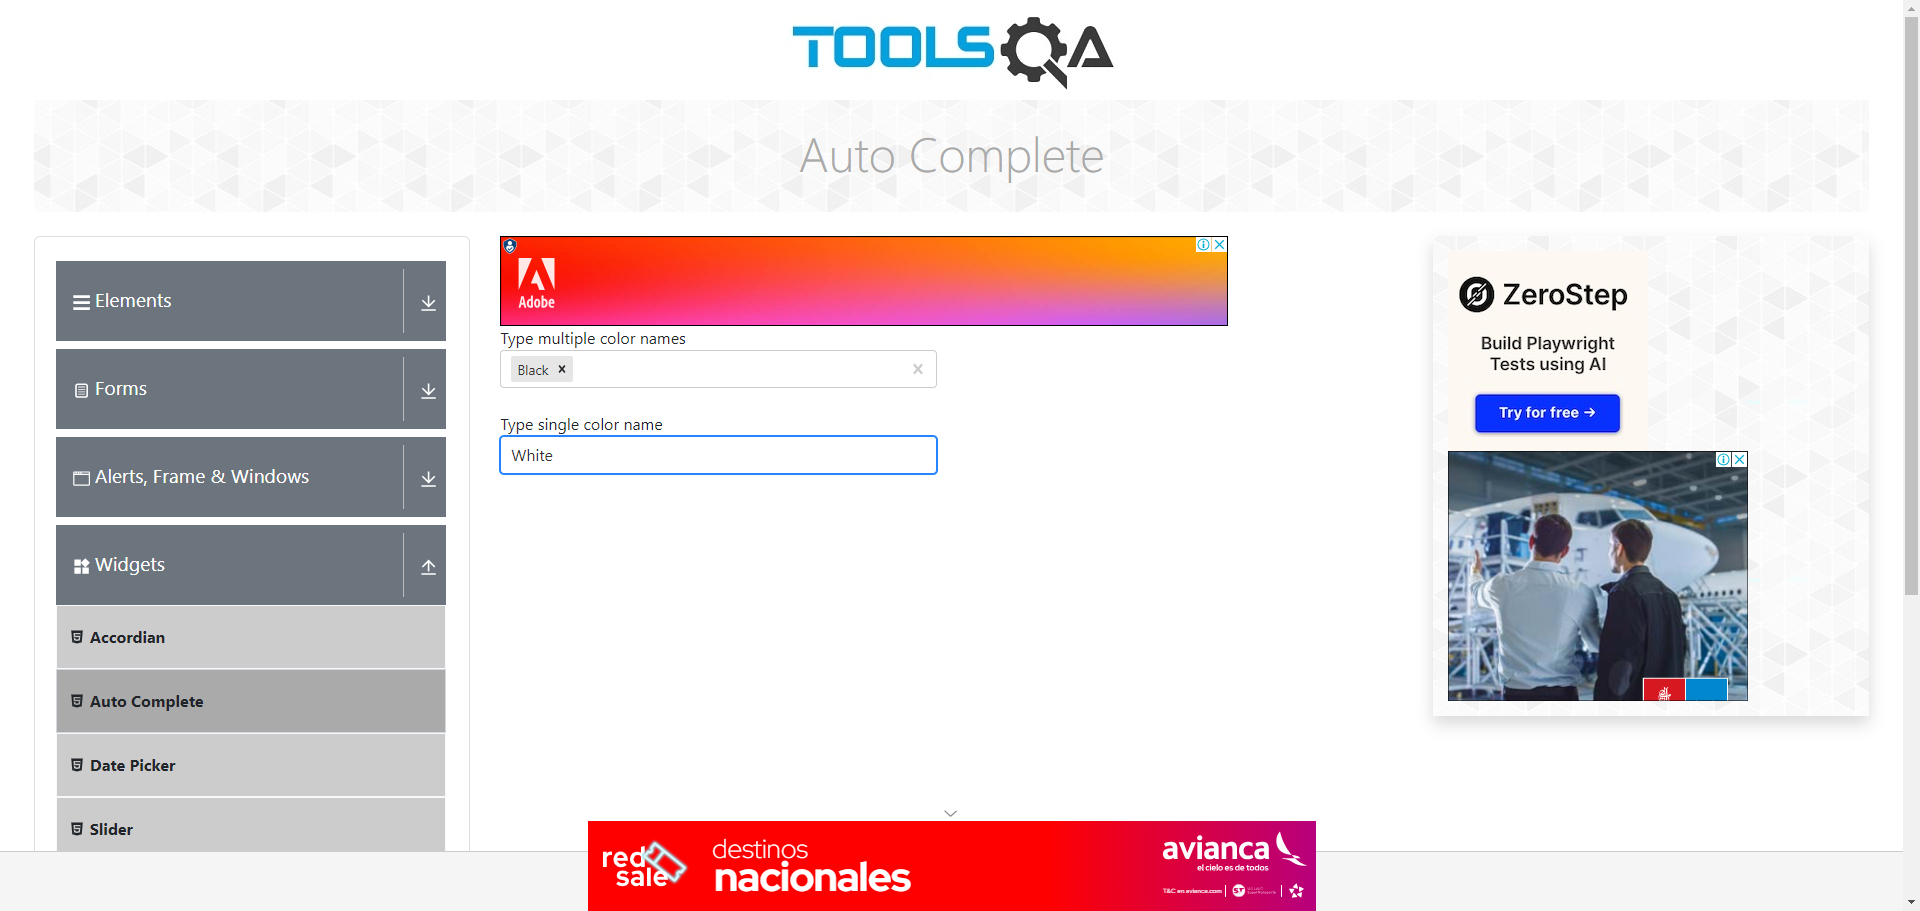 TOOLSQA
Auto Complete
Elements
Forms
Alerts, Frame & Windows
Widgets
Accordian
Auto Complete
Date Picker
Slider
Adobe
Type multiple color names
Black
Type single color name
White
ZeroStep
Build Playwright
Tests using AI
Try for free →
red
sale
destinos
nacionales
avianca
el cielo es de todos
T&C en avianca.com